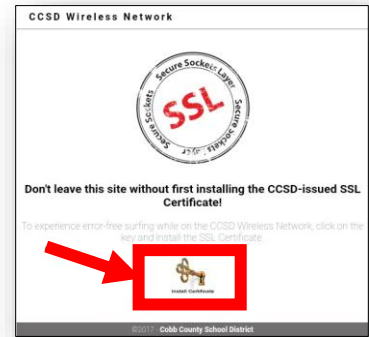 CCSD Wireless Network
Secure Sockets Layer
Secure Sockets
Secure Sockets Layer
SSL
Don't leave this site without first installing the CCSD-issued SSL
Certificate!
To experience error-free surfing while on the CCSD Wireless Network, click on the
key and install the SSL Certificate
Install Certificate
©2017 - Cobb County School District